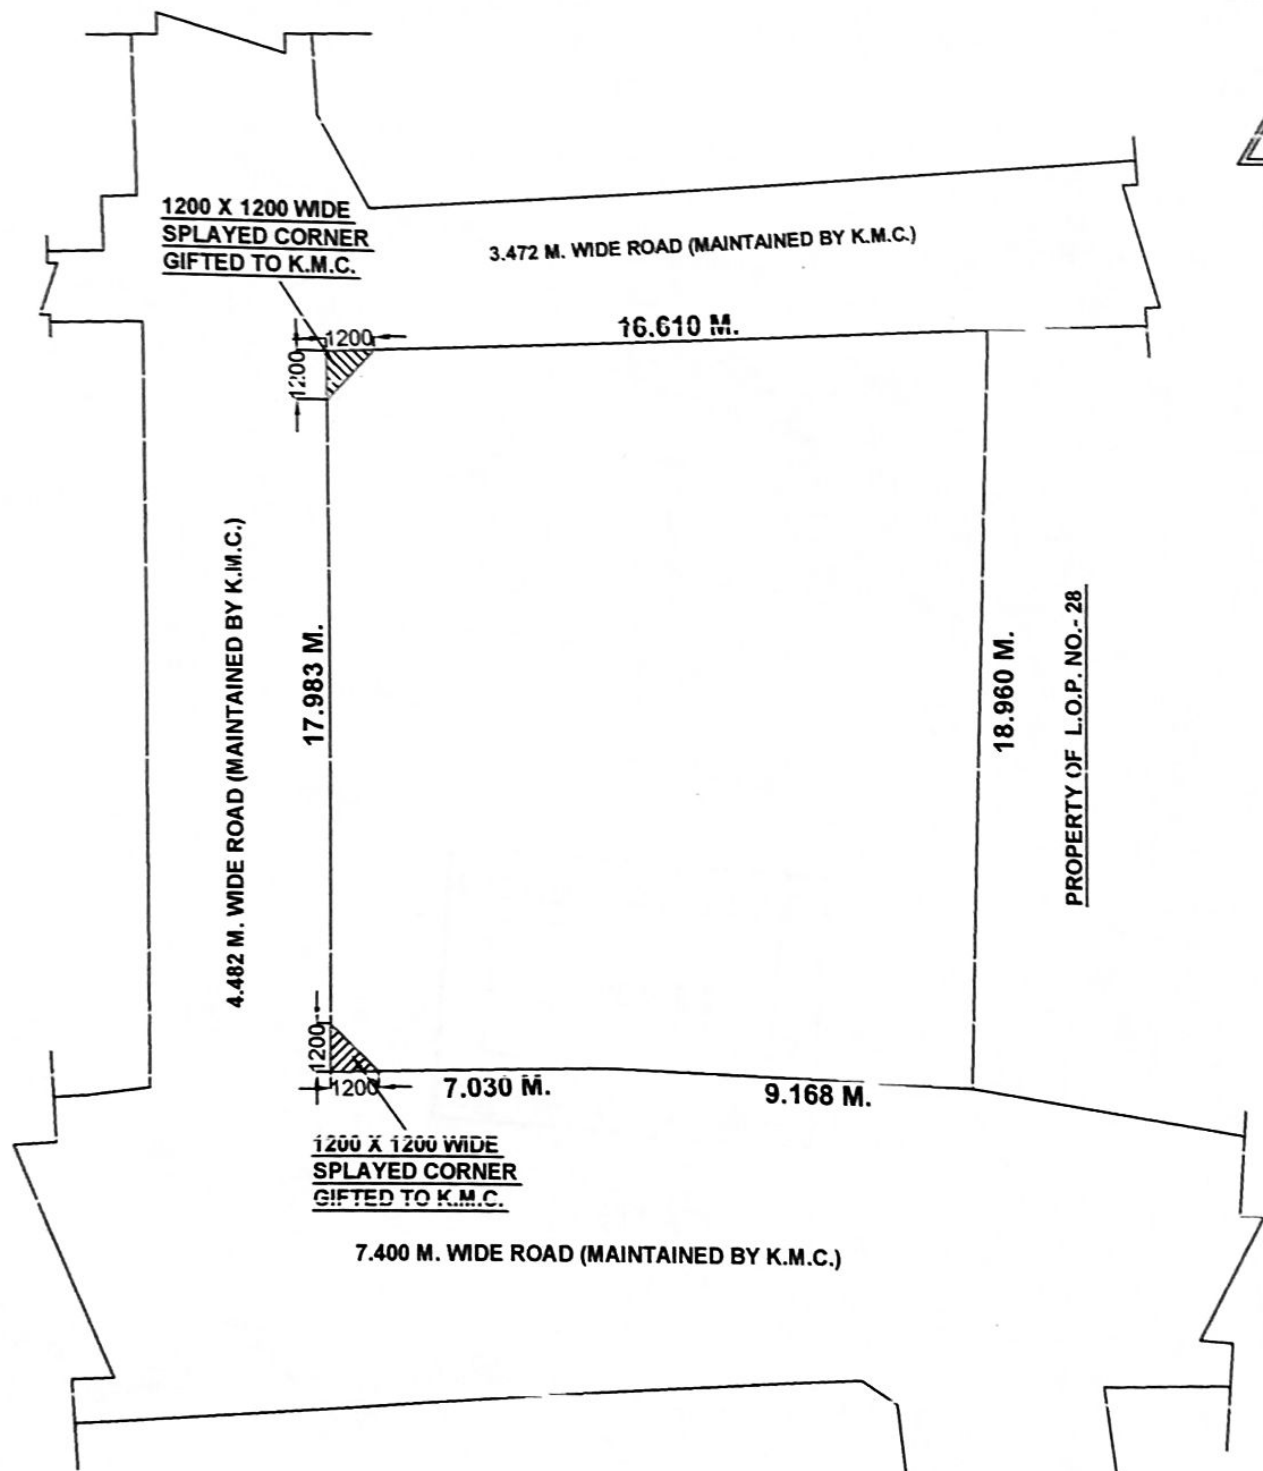 1200 X 1200 WIDE
SPLAYED CORNER
GIFTED TO K.M.C.
3.472 M. WIDE ROAD (MAINTAINED BY K.M.C.)
16.610 M.
1200
1200
4.482 M. WIDE ROAD (MAINTAINED BY K.M.C.)
17.983 M.
18.960 M.
PROPERTY OF L.O.P. NO.- 28
1200
1200
7.030 M.
9.168 M.
1200 X 1200 WIDE
SPLAYED CORNER
GIFTED TO K.M.C.
7.400 M. WIDE ROAD (MAINTAINED BY K.M.C.)